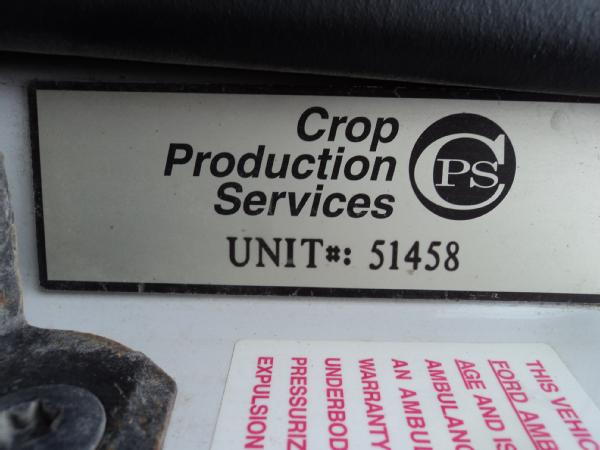 Crop
Production
Services
CPS
UNIT#: 51458
THIS VEHIC
FORD AMB
AGE AND IS
AMBULANC
AN AMBU
WARRANTY
UNDERBOD
PRESSURIZ
EXPULSION